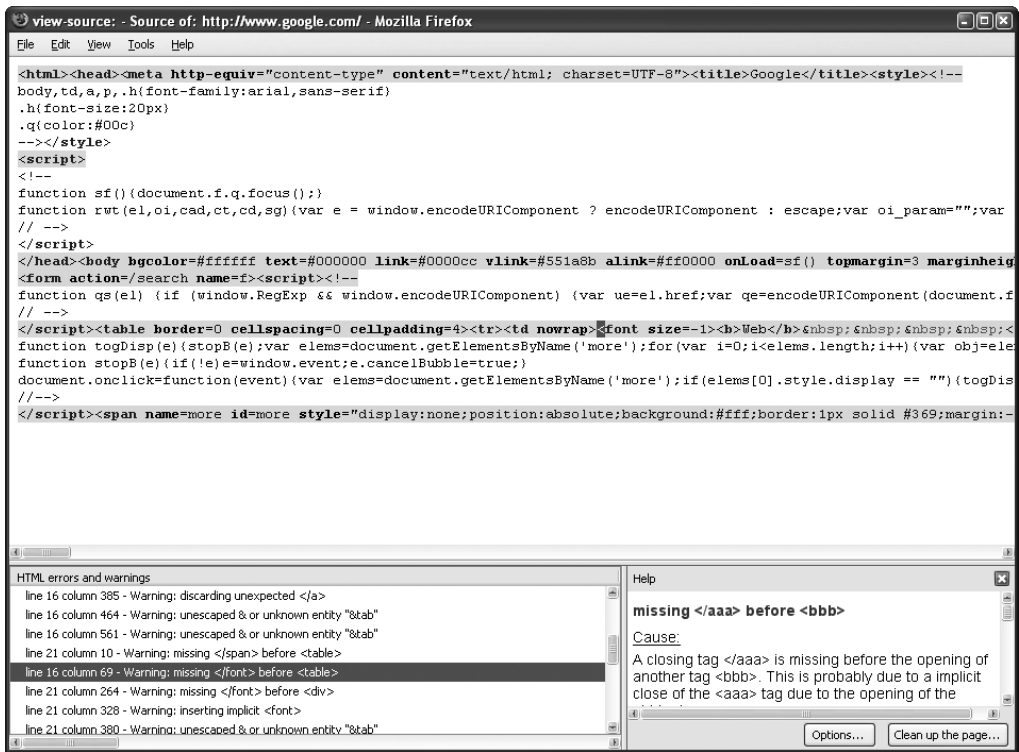 view-source: - Source of: http://www.google.com/ - Mozilla Firefox
File Edit View Tools Help
<html><head><meta http-equiv="content-type" content="text/html; charset=UTF-8"><title>Google</title><style><!--
body,td,a,p,.h{font-family:arial,sans-serif}
.h{font-size:20px}
.q{color:#00c}
--></style>
<script>
<!--
function sf(){document.f.q.focus();}
function rwt(el,oi,cad,ct,cd,sg){var e = window.encodeURIComponent ? encodeURIComponent : escape;var oi_param="";var
// -->
</script>
</head><body bgcolor=#ffffff text=#000000 link=#0000cc vlink=#551a8b alink=#ff0000 onLoad=sf() topmargin=3 marginheig
<form action=/search name=f><script><!--
function qs(el) {if (window.RegExp && window.encodeURIComponent) {var ue=el.href;var qe=encodeURIComponent(document.f
// -->
</script><table border=0 cellspacing=0 cellpadding=4><tr><td nowrap><font size=-1><b>Web</b>&nbsp;&nbsp;&nbsp;&nbsp;<
function togDisp(e){stopB(e);var elems=document.getElementsByName('more');for(var i=0;i<elems.length;i++){var obj=ele
function stopB(e){if(!e)e=window.event;e.cancelBubble=true;}
document.onclick=function(event){var elems=document.getElementsByName('more');if(elems[0].style.display == ""){togDis
//-->
</script><span name=more id=more style="display:none;position:absolute;background:#fff;border:1px solid #369;margin:-
HTML errors and warnings
line 16 column 385 - Warning: discarding unexpected </a>
line 16 column 464 - Warning: unescaped & or unknown entity "&tab"
line 16 column 561 - Warning: unescaped & or unknown entity "&tab"
line 21 column 10 - Warning: missing </span> before <table>
line 16 column 69 - Warning: missing </font> before <table>
line 21 column 264 - Warning: missing </font> before <div>
line 21 column 328 - Warning: inserting implicit <font>
line 21 column 380 - Warning: unescaped & or unknown entity "&tab"
Help
missing </aaa> before <bbb>
Cause:
A closing tag </aaa> is missing before the opening of
another tag <bbb>. This is probably due to a implicit
close of the <aaa> tag due to the opening of the
Options...
Clean up the page...